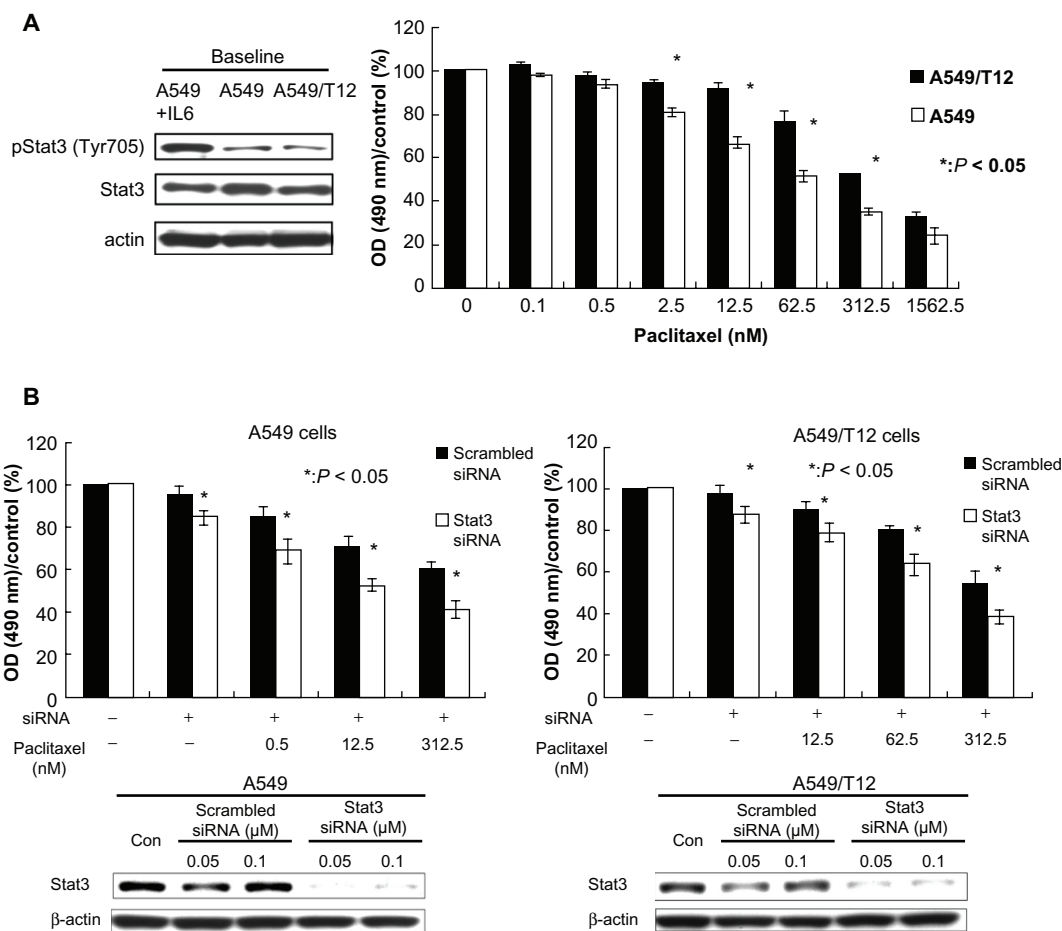 A
Baseline
A549 +IL6
A549
A549/T12
pStat3 (Tyr705)
Stat3
actin
OD (490 nm)/control (%)
120
100
80
60
40
20
0
0 0.1 0.5 2.5 12.5 62.5 312.5 1562.5
Paclitaxel (nM)
* * * *
A549/T12
A549
*:P < 0.05
B
A549 cells
*:P < 0.05
Scrambled siRNA
Stat3 siRNA
OD (490 nm)/control (%)
120
100
80
60
40
20
0
* * * *
siRNA – + + + +
Paclitaxel (nM) – – 0.5 12.5 312.5
A549/T12 cells
*:P < 0.05
Scrambled siRNA
Stat3 siRNA
OD (490 nm)/control (%)
120
100
80
60
40
20
0
* * * *
siRNA – + + + +
Paclitaxel (nM) – – 12.5 62.5 312.5
A549
Con
Scrambled siRNA (µM)
Stat3 siRNA (µM)
0.05 0.1 0.05 0.1
Stat3
β-actin
A549/T12
Con
Scrambled siRNA (µM)
Stat3 siRNA (µM)
0.05 0.1 0.05 0.1
Stat3
β-actin